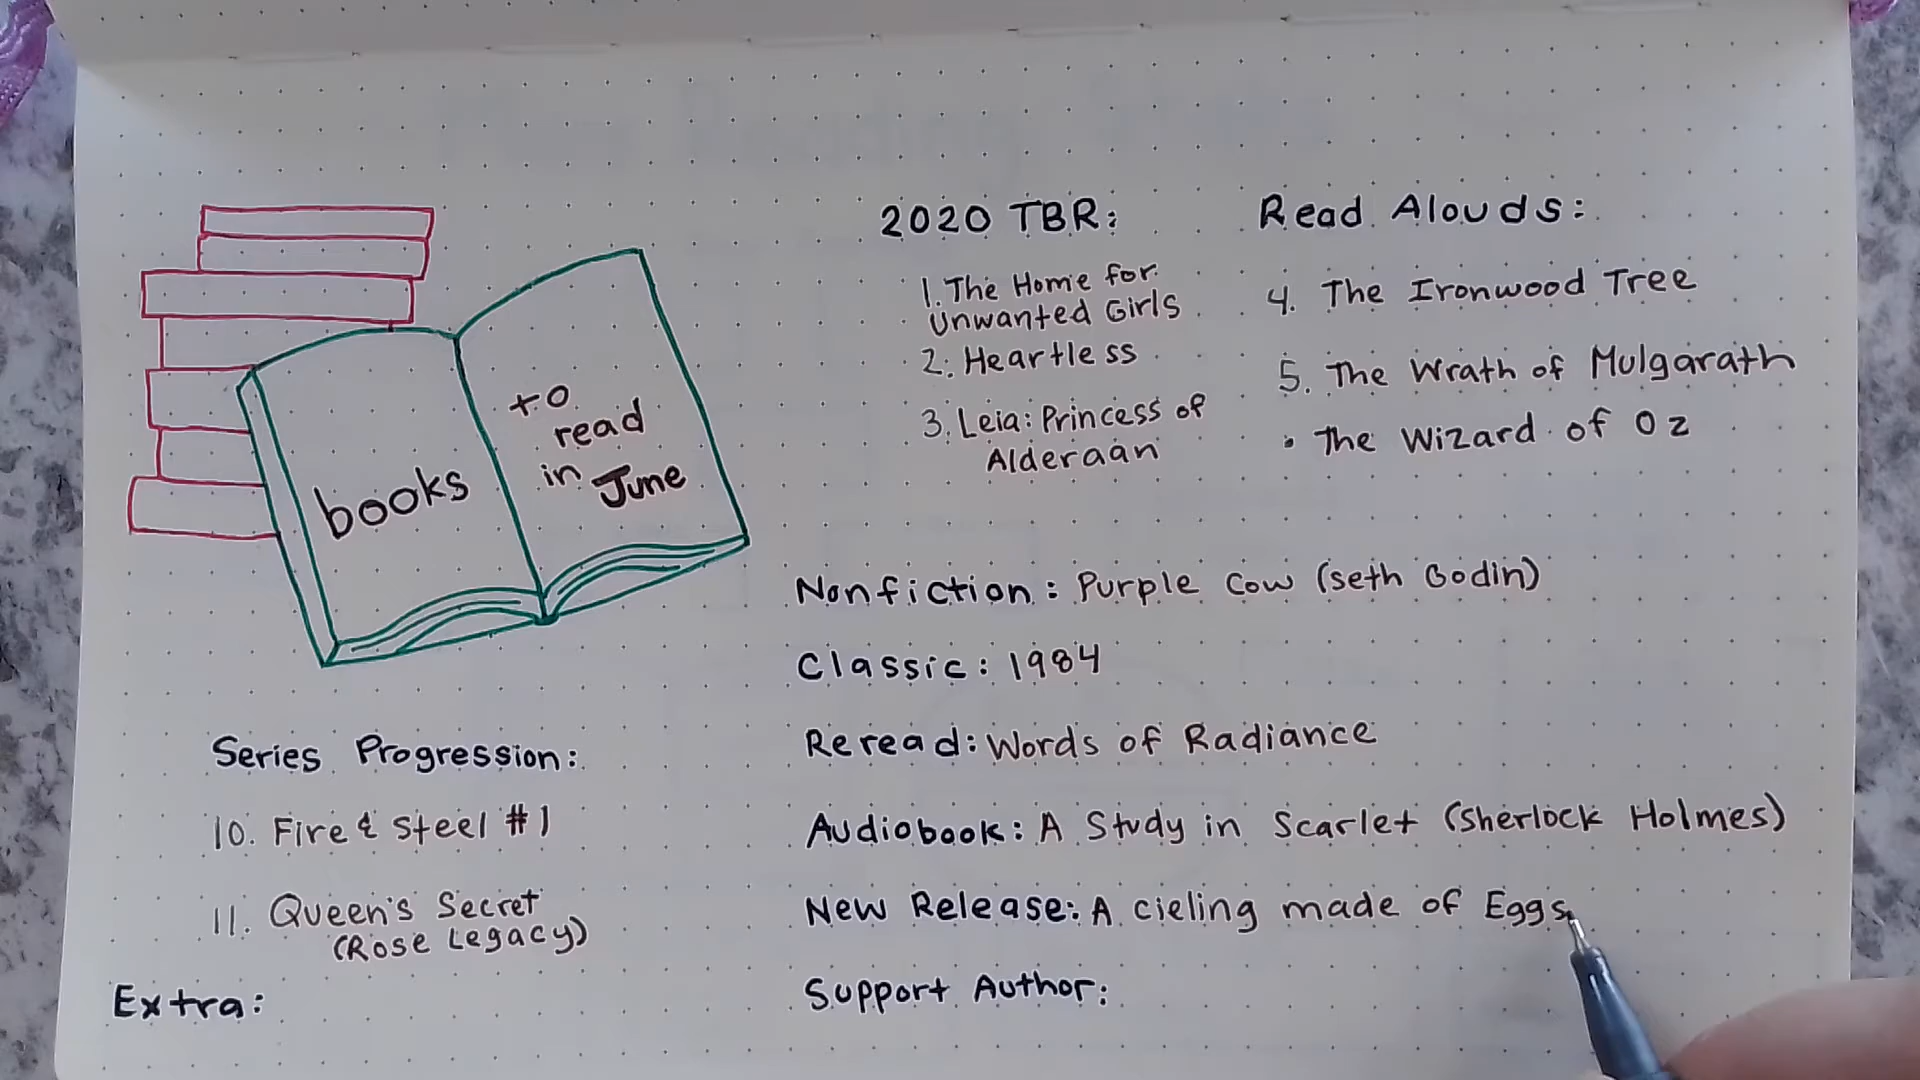 books
to
read
in June
2020 TBR:
1. The Home for
Unwanted Girls
2. Heartless
3. Leia: Princess of
Alderaan
Read Alouds:
4. The Ironwood Tree
5. The Wrath of Mulgarath
• The Wizard of Oz
Nonfiction: Purple Cow (Seth Godin)
Classic: 1984
Reread: Words of Radiance
Audiobook: A Study in Scarlet (Sherlock Holmes)
New Release: A cieling made of Eggs
Support Author:
Series Progression:
10. Fire & Steel #1
11. Queen's Secret
(Rose Legacy)
Extra: